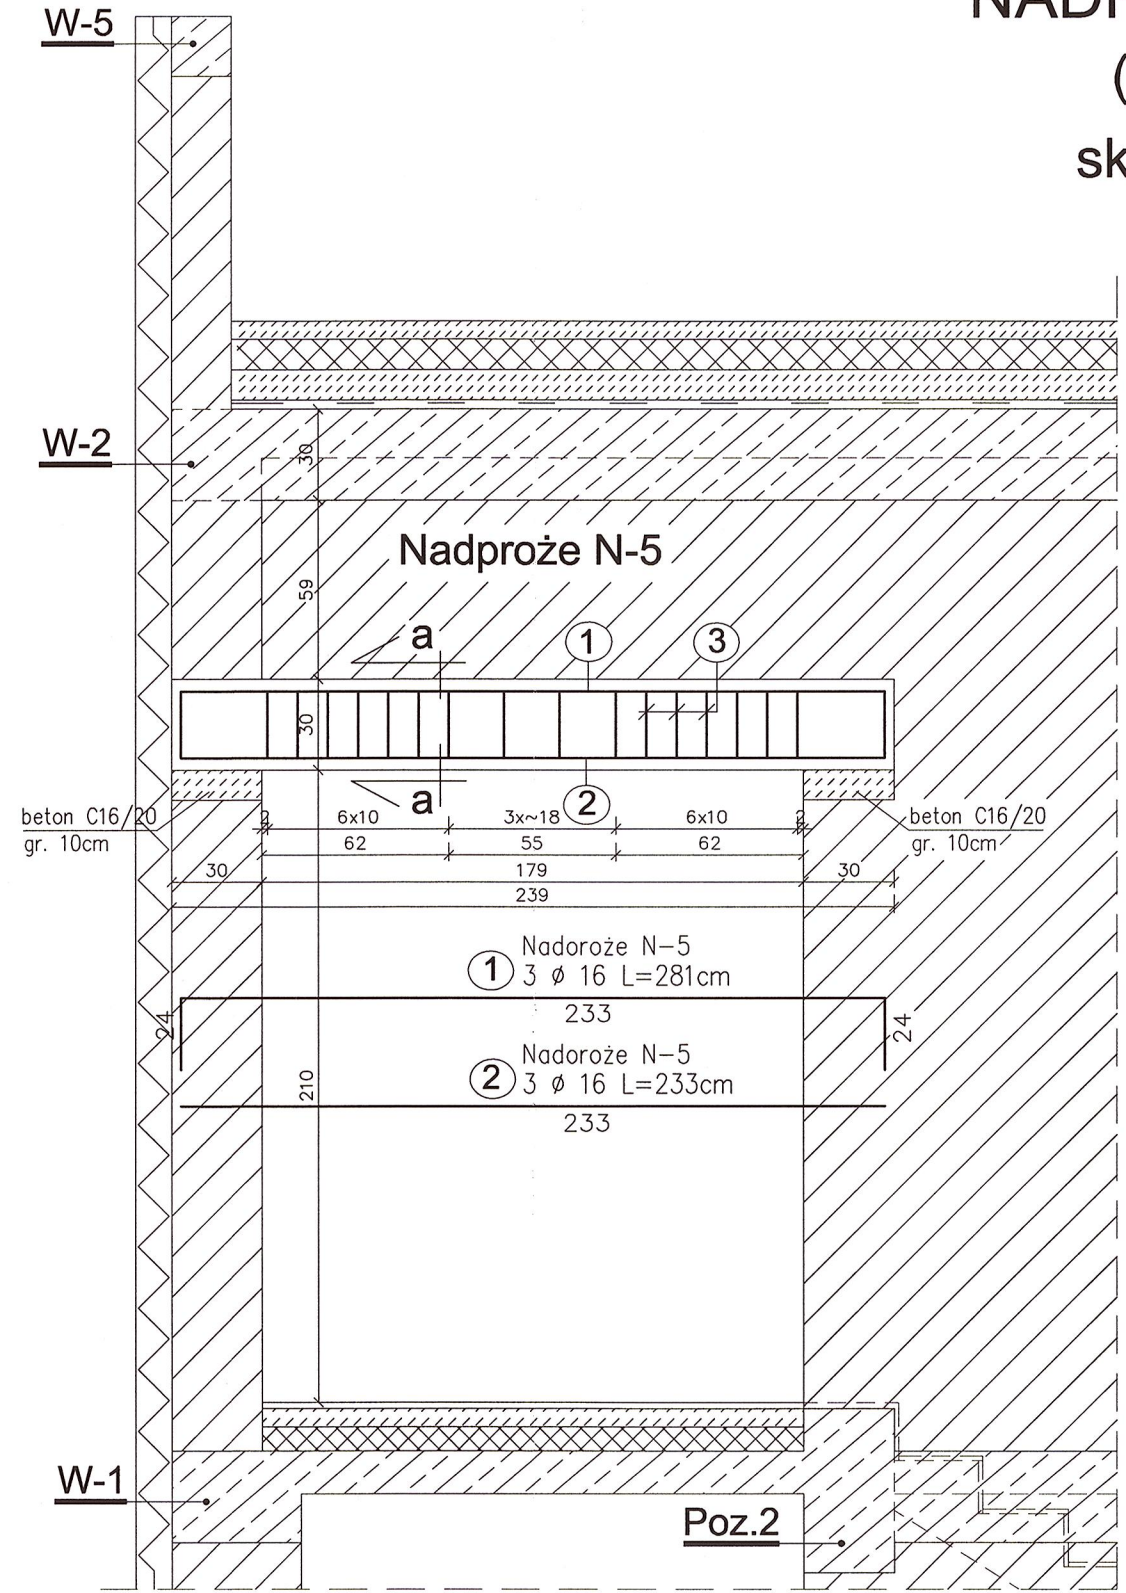 W-5
NADI
(
sk
W-2
30
Nadproże N-5
59
a
1
3
30
a
2
beton C16/20
gr. 10cm
2
6x10
3x~18
6x10
2
beton C16/20
gr. 10cm
62
55
62
30
179
30
239
1
Nadoroże N-5
3 ø 16 L=281cm
233
24
24
2
Nadoroże N-5
3 ø 16 L=233cm
233
210
W-1
Poz.2